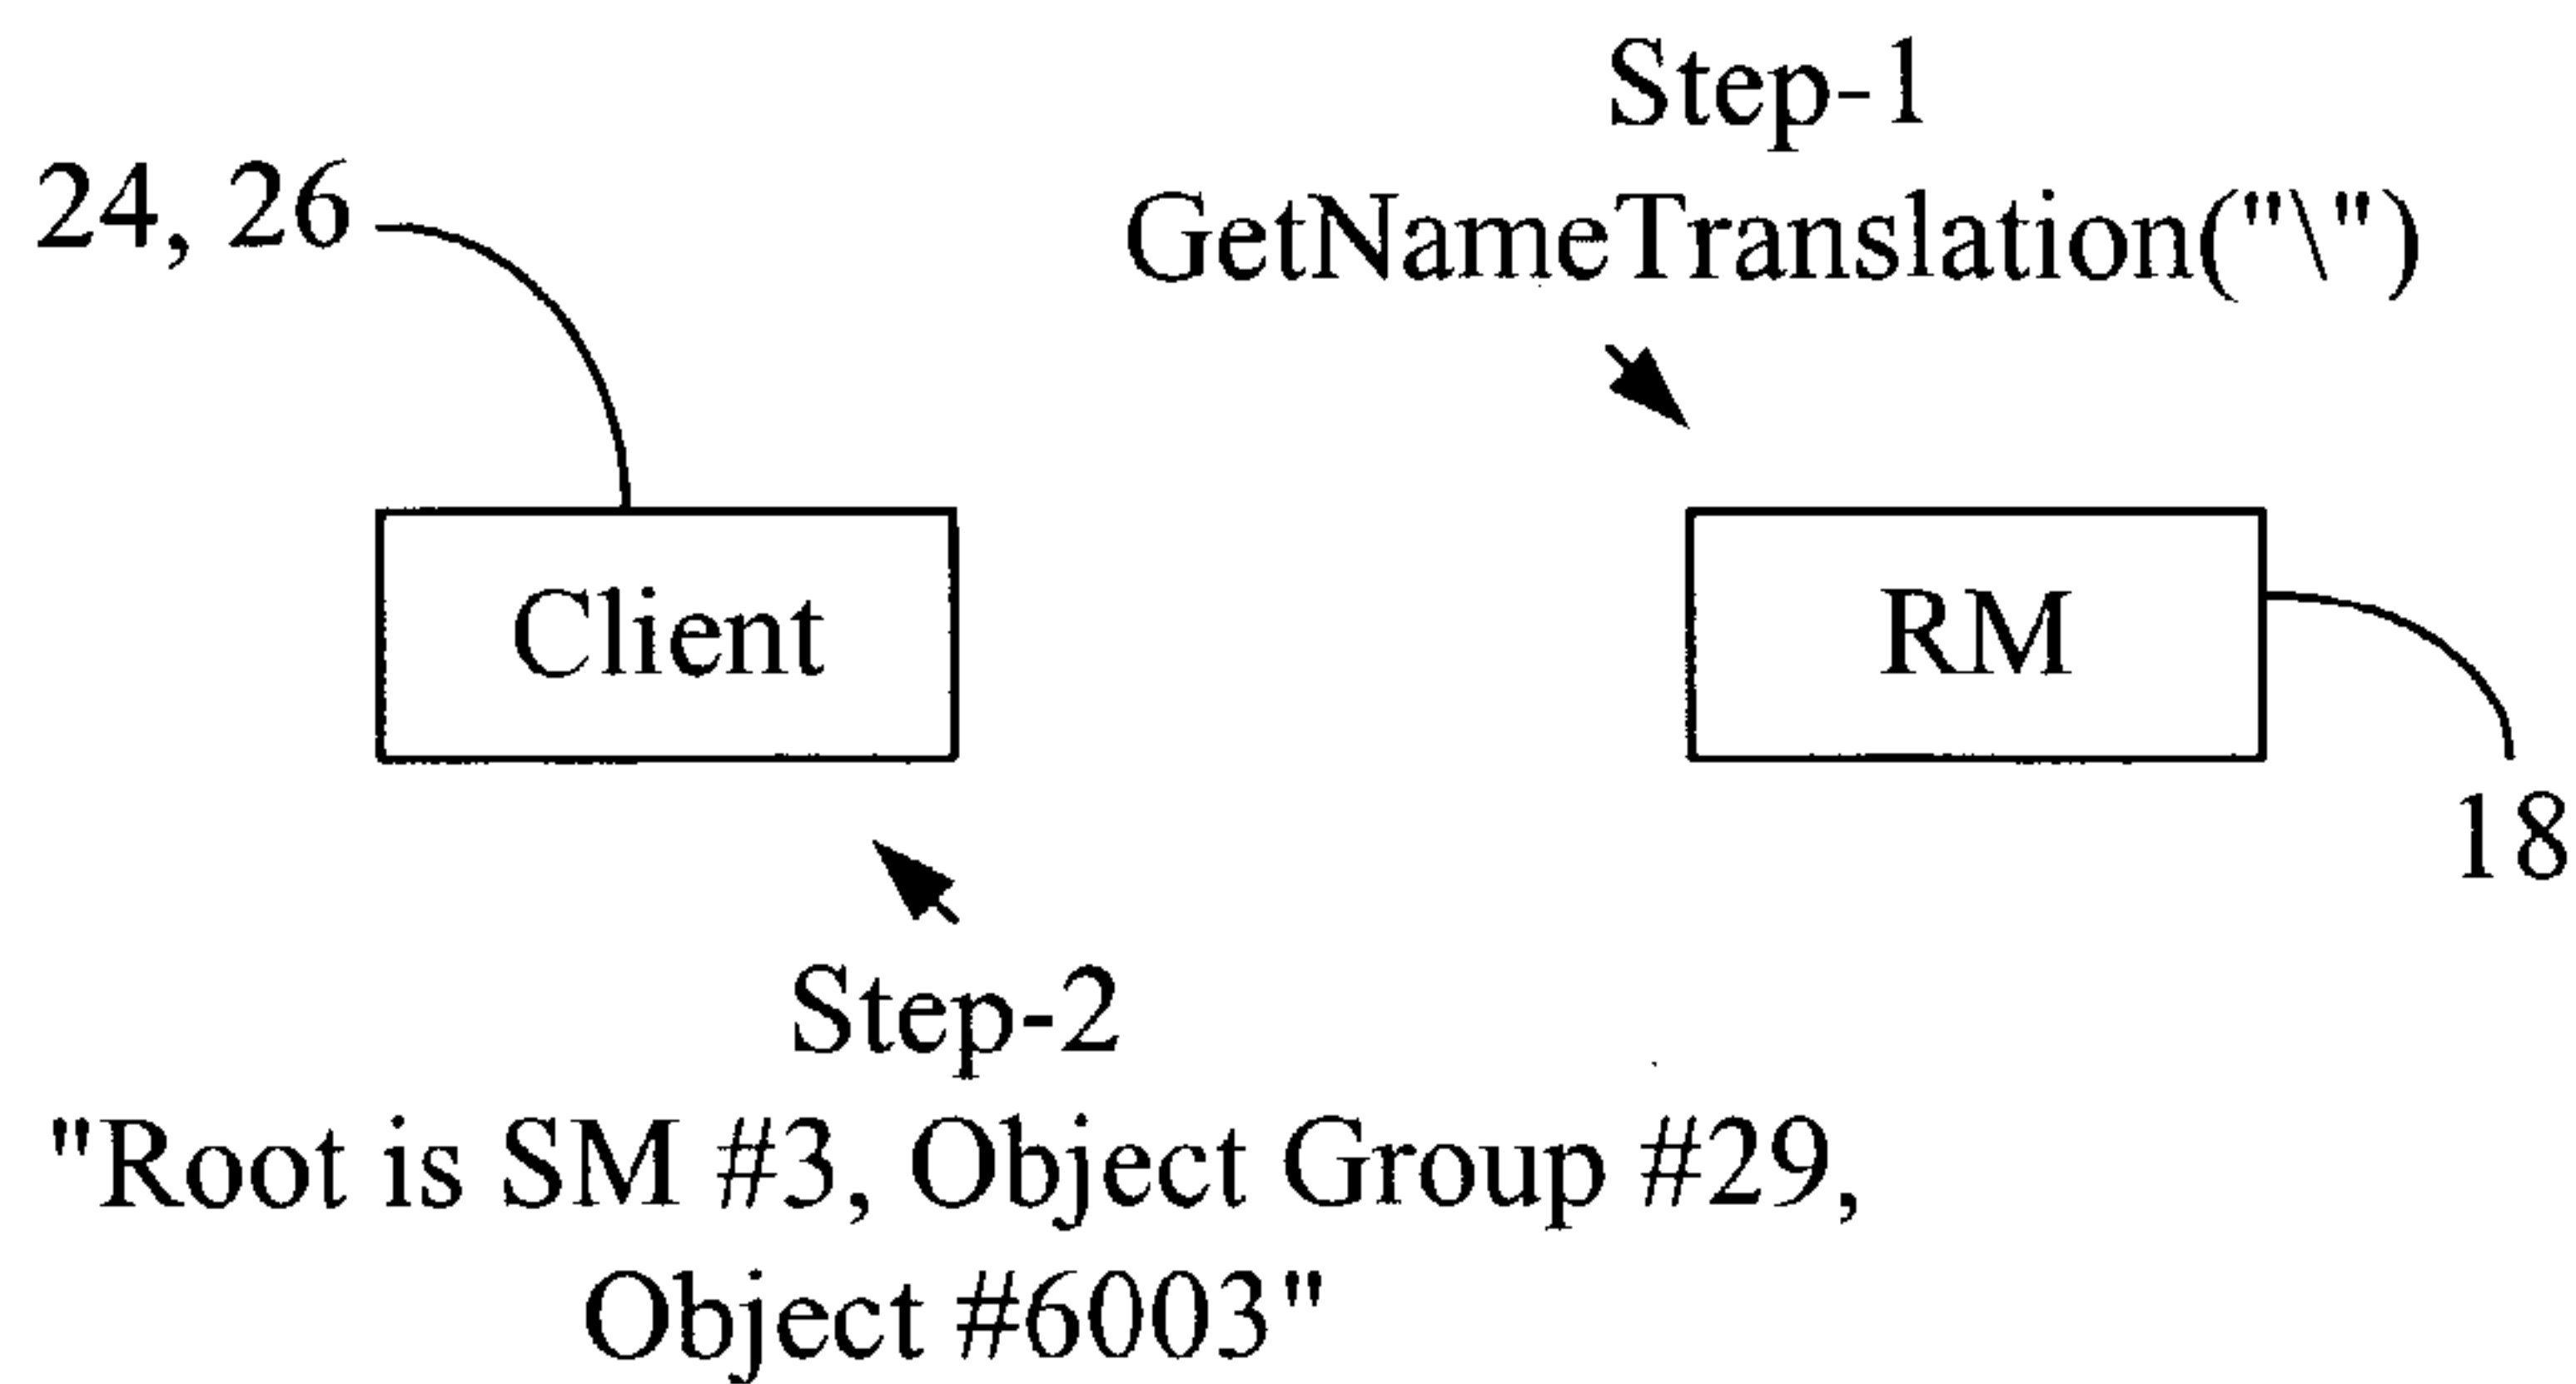 Step-1
24, 26
GetNameTranslation("\")
Client
RM
18
Step-2
"Root is SM #3, Object Group #29,
Object #6003"